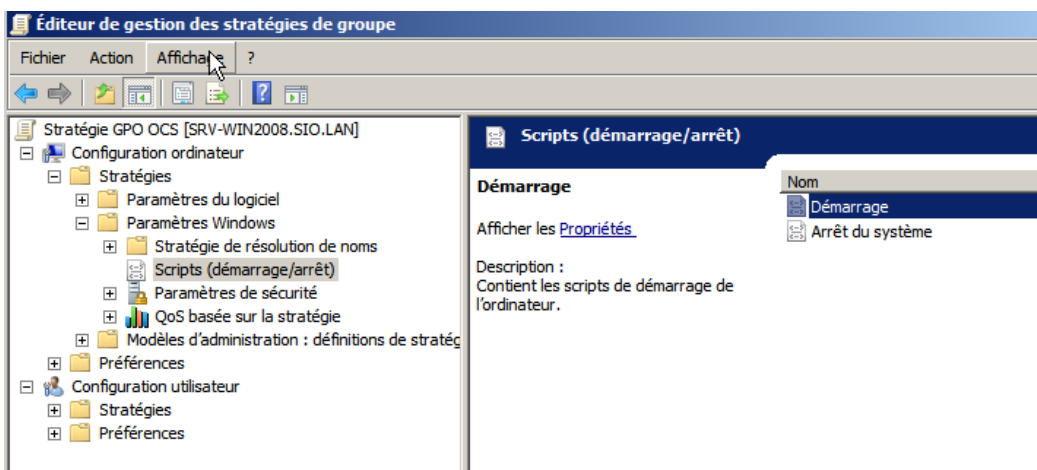 Éditeur de gestion des stratégies de groupe
Fichier Action Affichage ?
Stratégie GPO OCS [SRV-WIN2008.SIO.LAN]
Configuration ordinateur
Stratégies
Paramètres du logiciel
Paramètres Windows
Stratégie de résolution de noms
Scripts (démarrage/arrêt)
Paramètres de sécurité
QoS basée sur la stratégie
Modèles d'administration : définitions de stratég
Préférences
Configuration utilisateur
Stratégies
Préférences
Scripts (démarrage/arrêt)
Démarrage
Afficher les Propriétés
Description :
Contient les scripts de démarrage de
l'ordinateur.
Nom
Démarrage
Arrêt du système